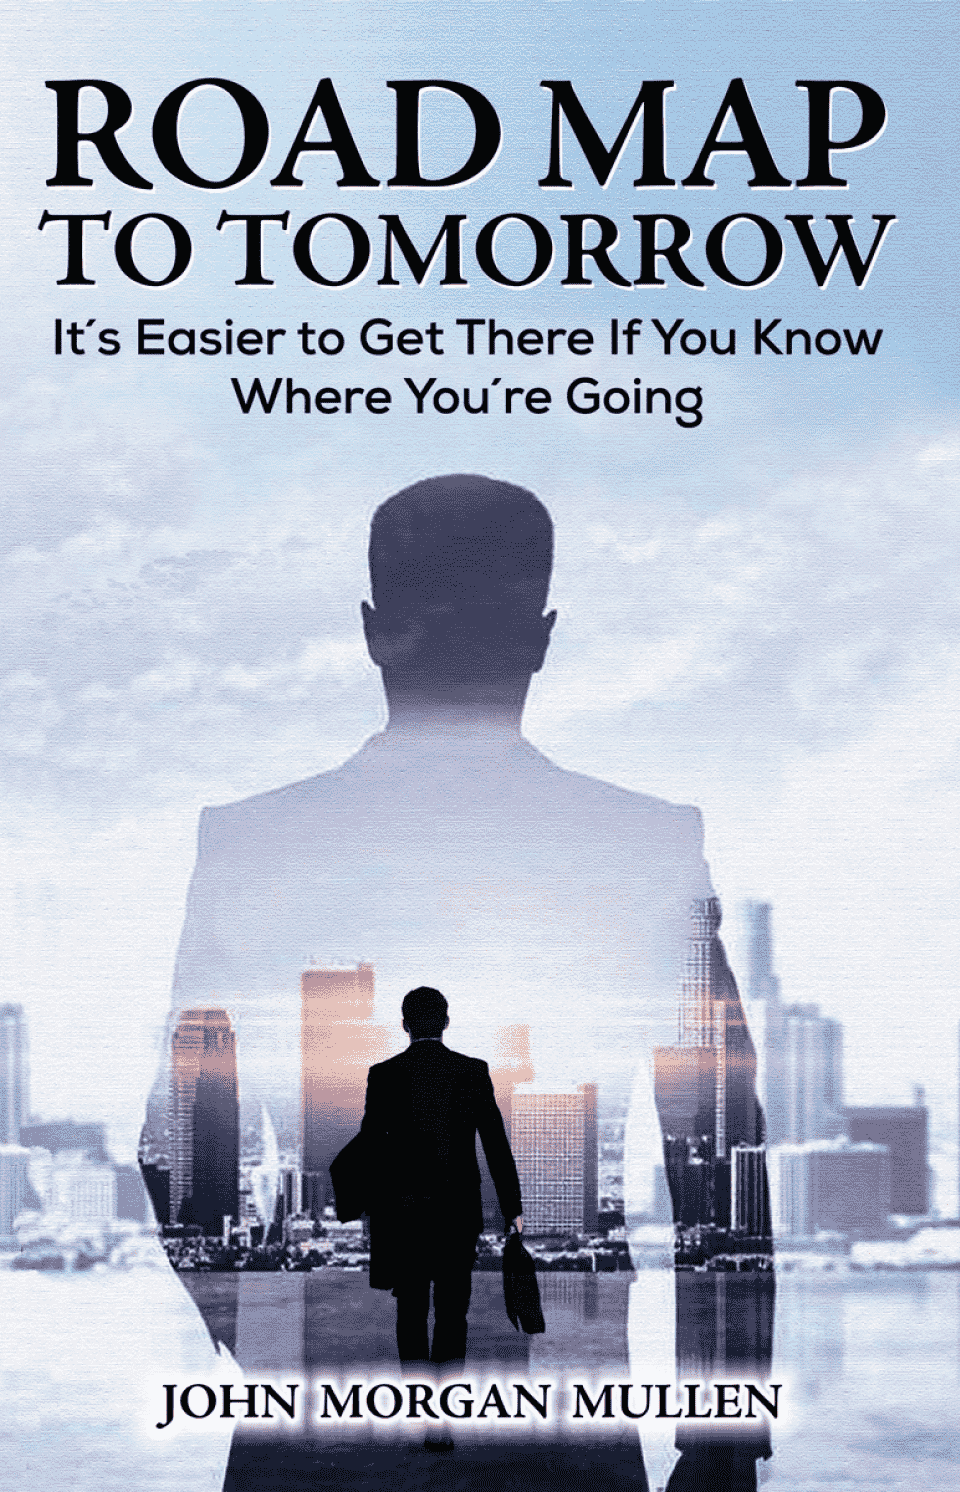 ROAD MAP
TO TOMORROW
It´s Easier to Get There If You Know
Where You´re Going
JOHN MORGAN MULLEN